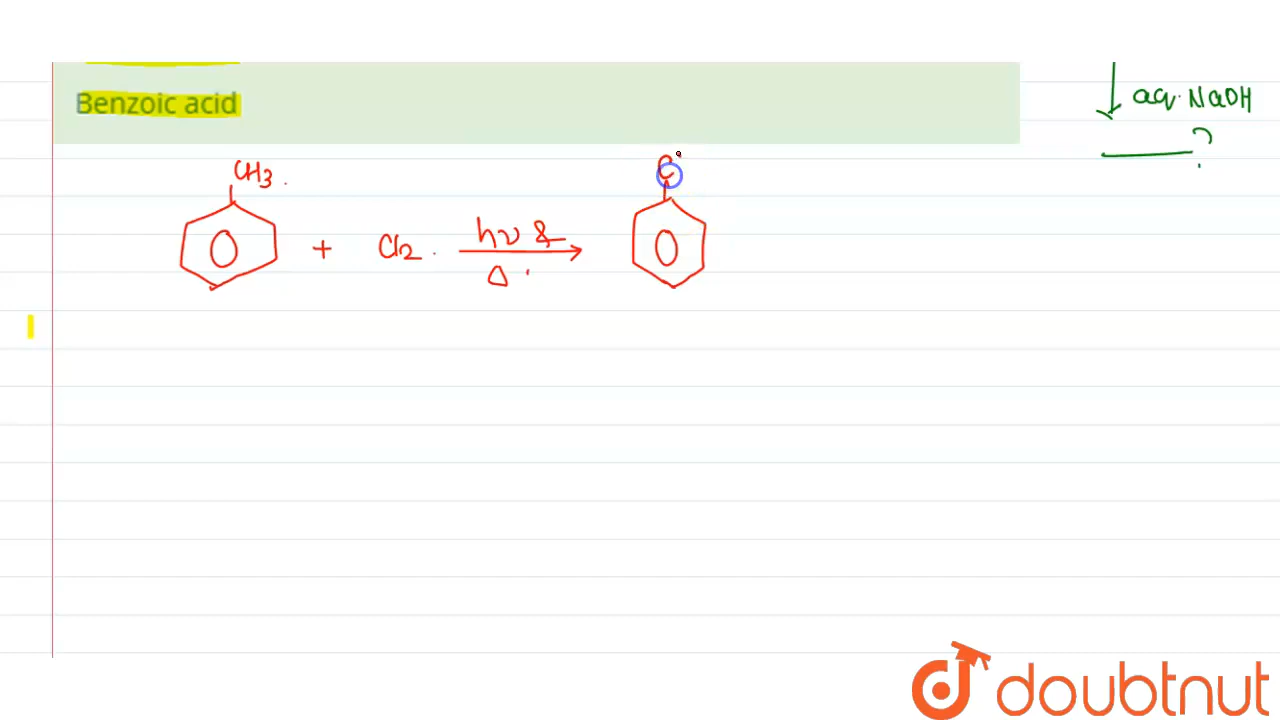 Benzoic acid
aq. NaOH
?
CH3.
C
+ Cl2. hν &
Δ
doubtnut